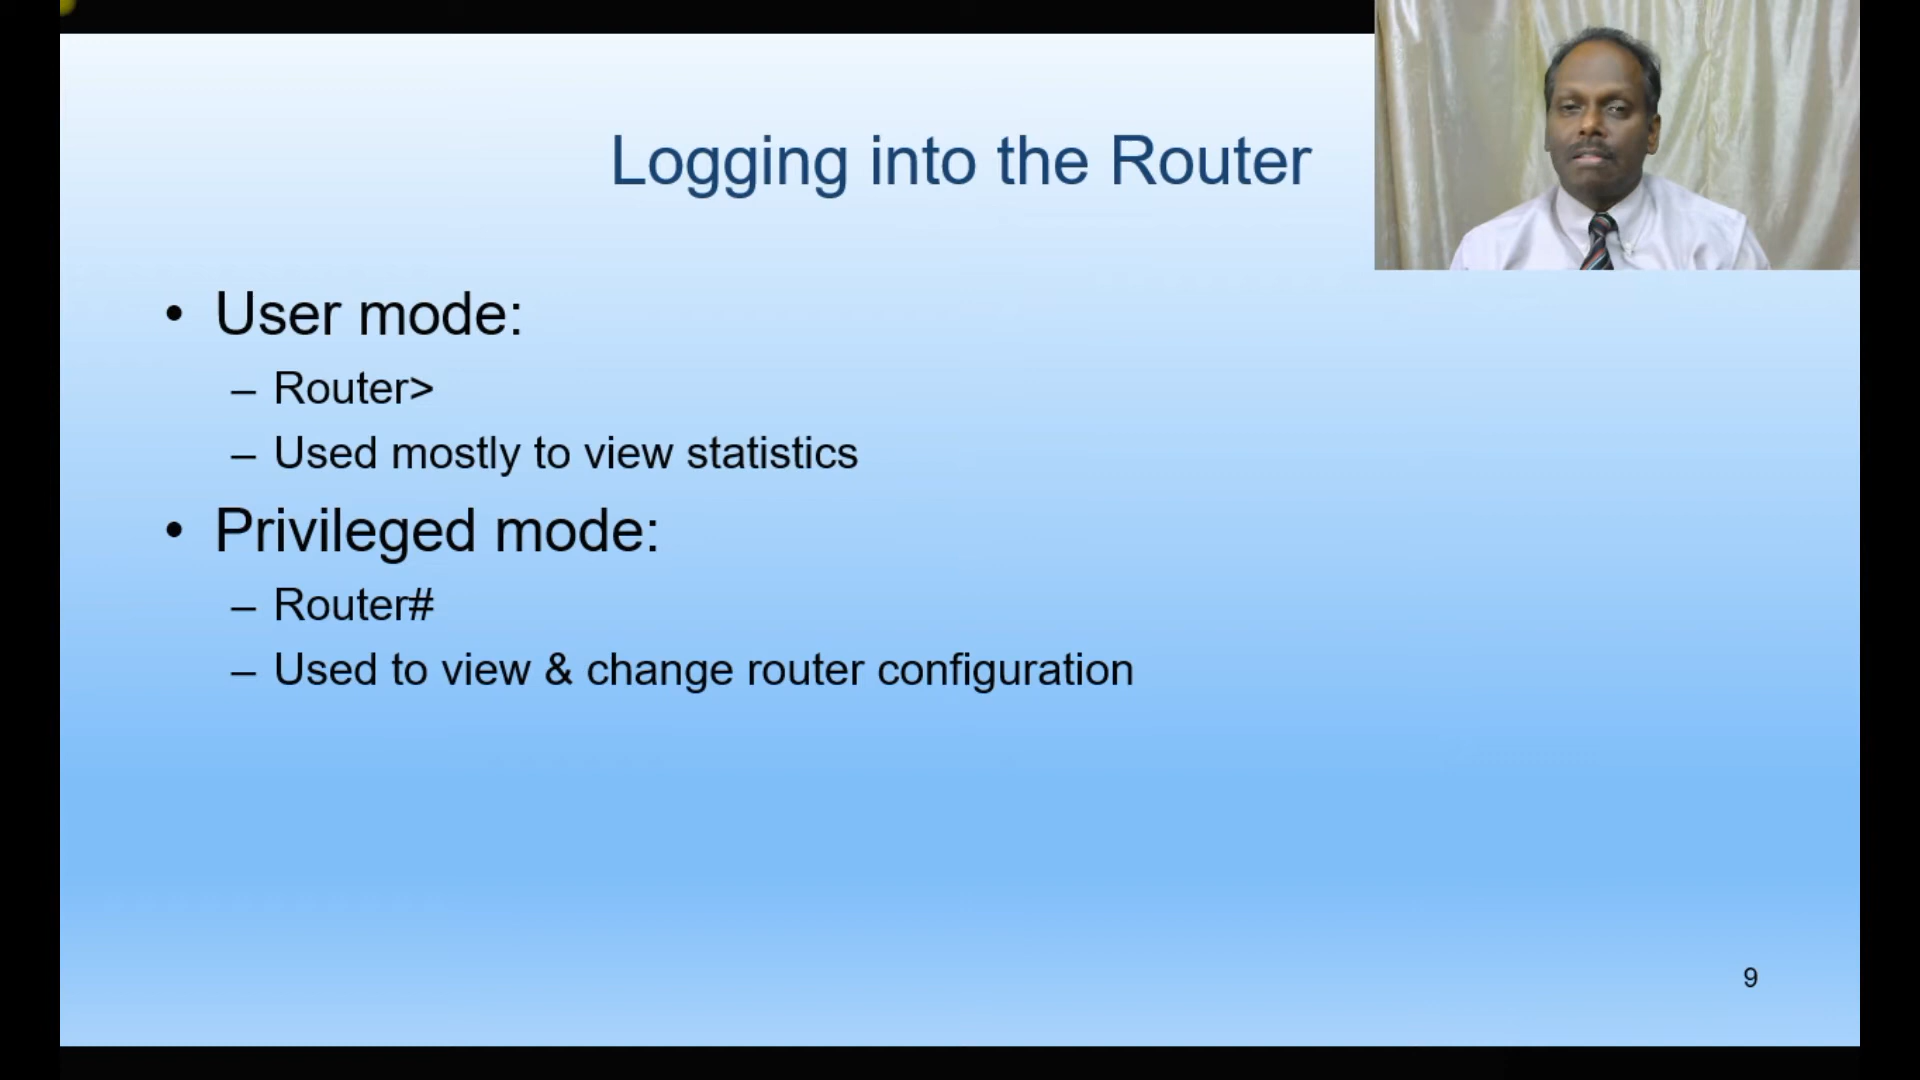 Logging into the Router
• User mode:
– Router>
– Used mostly to view statistics
• Privileged mode:
– Router#
– Used to view & change router configuration
9